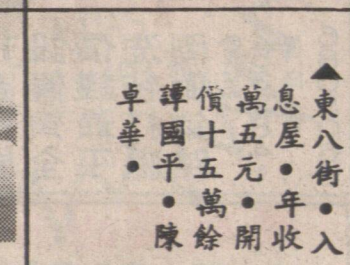 ▲東八街●入
息屋●年收
萬五元●開
價十五萬餘
譚國平●陳
卓華●